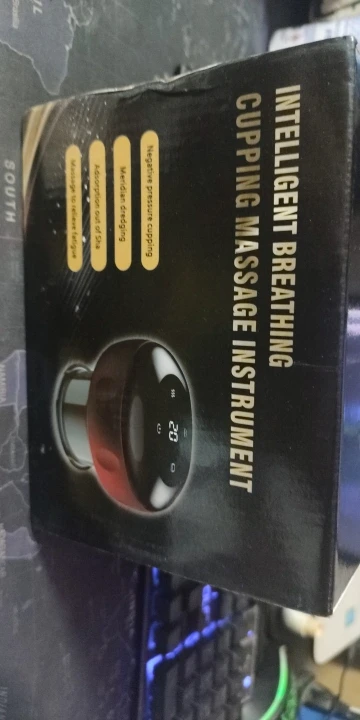 INTELLIGENT BREATHING
CUPPING MASSAGE INSTRUMENT
Negative pressure cupping
Meridian dredging
Adsorption out of Sha
Massage to relieve fatigue
20
SOUTH